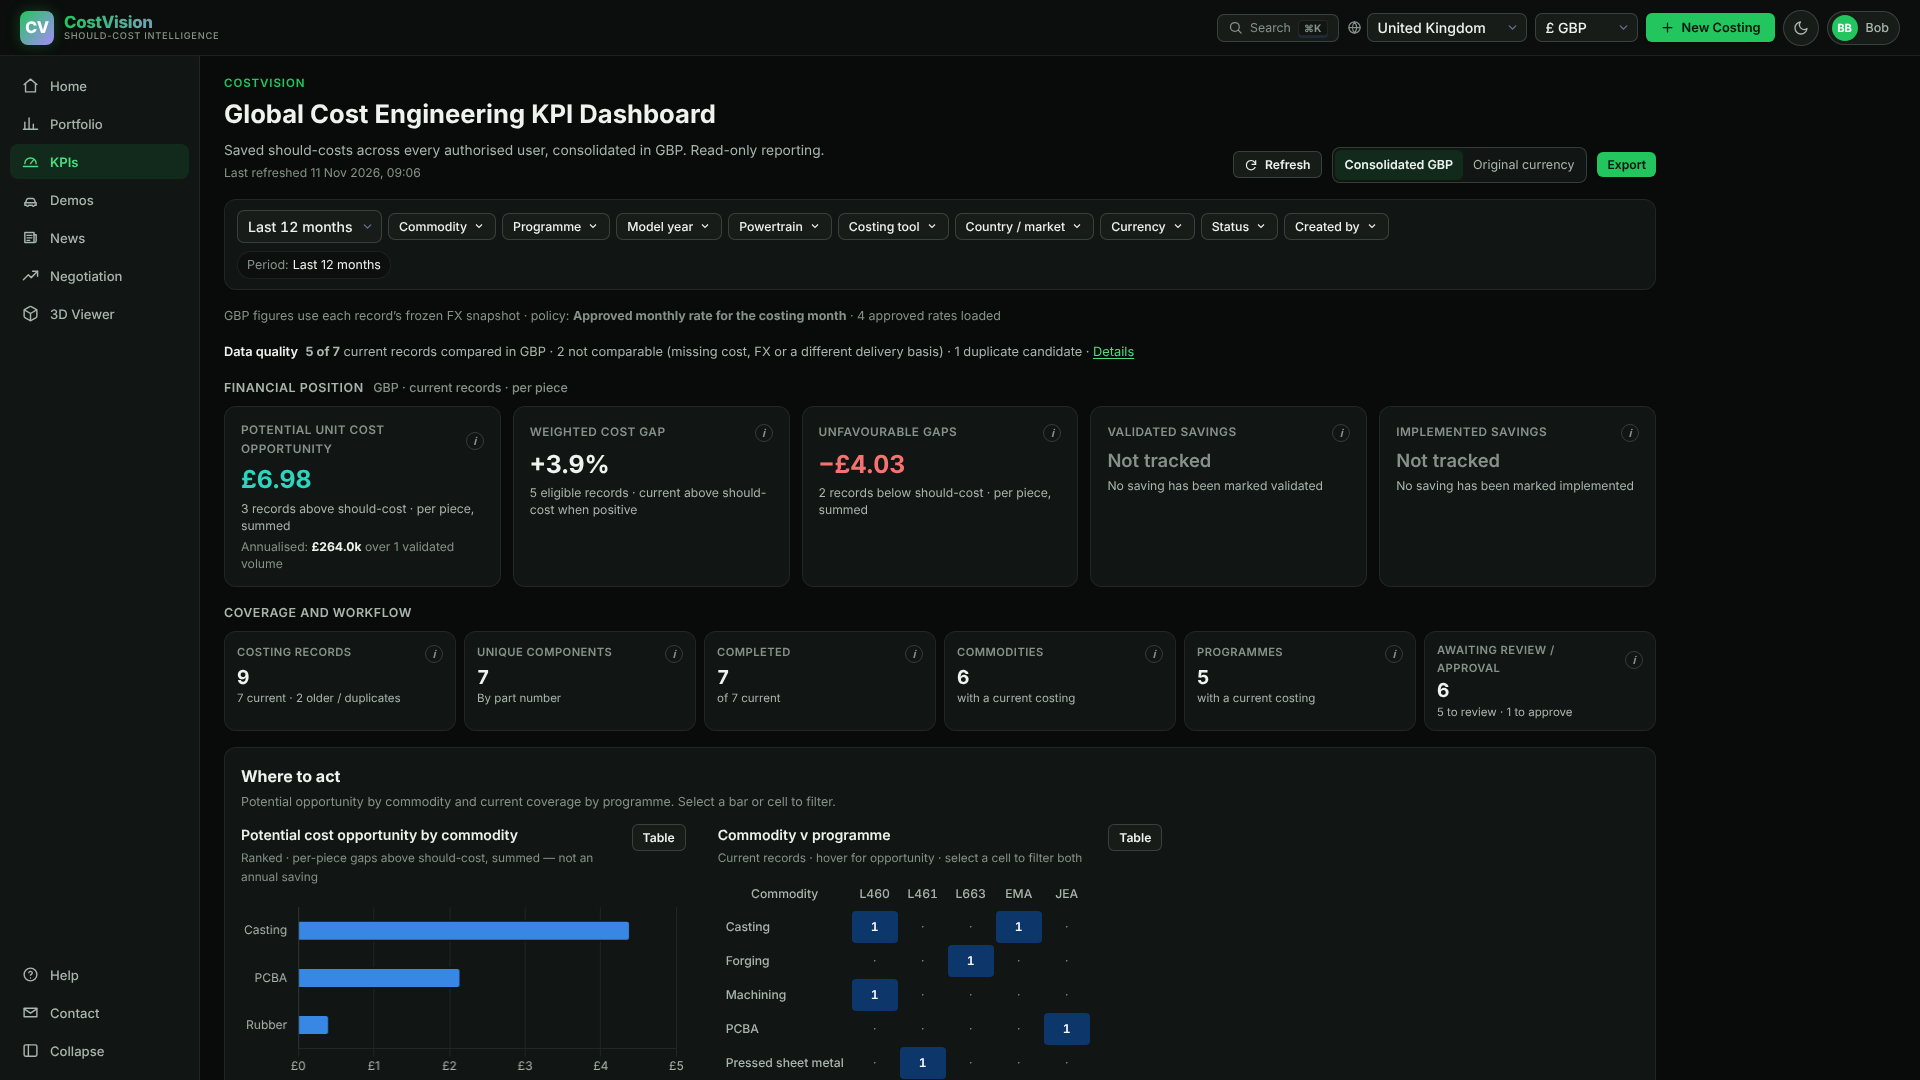 CV
CostVision
SHOULD-COST INTELLIGENCE
Search ⌘K
United Kingdom
£ GBP
+ New Costing
BB Bob
Home
Portfolio
KPIs
Demos
News
Negotiation
3D Viewer
Help
Contact
Collapse
COSTVISION
Global Cost Engineering KPI Dashboard
Saved should-costs across every authorised user, consolidated in GBP. Read-only reporting.
Last refreshed 11 Nov 2026, 09:06
Refresh
Consolidated GBP
Original currency
Export
Last 12 months
Commodity
Programme
Model year
Powertrain
Costing tool
Country / market
Currency
Status
Created by
Period: Last 12 months
GBP figures use each record’s frozen FX snapshot · policy: Approved monthly rate for the costing month · 4 approved rates loaded
Data quality 5 of 7 current records compared in GBP · 2 not comparable (missing cost, FX or a different delivery basis) · 1 duplicate candidate · Details
FINANCIAL POSITION GBP · current records · per piece
POTENTIAL UNIT COST
OPPORTUNITY
i
£6.98
3 records above should-cost · per piece,
summed
Annualised: £264.0k over 1 validated
volume
WEIGHTED COST GAP
i
+3.9%
5 eligible records · current above should-
cost when positive
UNFAVOURABLE GAPS
i
−£4.03
2 records below should-cost · per piece,
summed
VALIDATED SAVINGS
i
Not tracked
No saving has been marked validated
IMPLEMENTED SAVINGS
i
Not tracked
No saving has been marked implemented
COVERAGE AND WORKFLOW
COSTING RECORDS
i
9
7 current · 2 older / duplicates
UNIQUE COMPONENTS
i
7
By part number
COMPLETED
i
7
of 7 current
COMMODITIES
i
6
with a current costing
PROGRAMMES
i
5
with a current costing
AWAITING REVIEW /
APPROVAL
i
6
5 to review · 1 to approve
Where to act
Potential opportunity by commodity and current coverage by programme. Select a bar or cell to filter.
Potential cost opportunity by commodity
Table
Ranked · per-piece gaps above should-cost, summed — not an
annual saving
Casting
PCBA
Rubber
£0 £1 £2 £3 £4 £5
Commodity v programme
Table
Current records · hover for opportunity · select a cell to filter both
Commodity L460 L461 L663 EMA JEA
Casting 1 · · 1 ·
Forging · · 1 · ·
Machining 1 · · · ·
PCBA · · · · 1
Pressed sheet metal · 1 · · ·